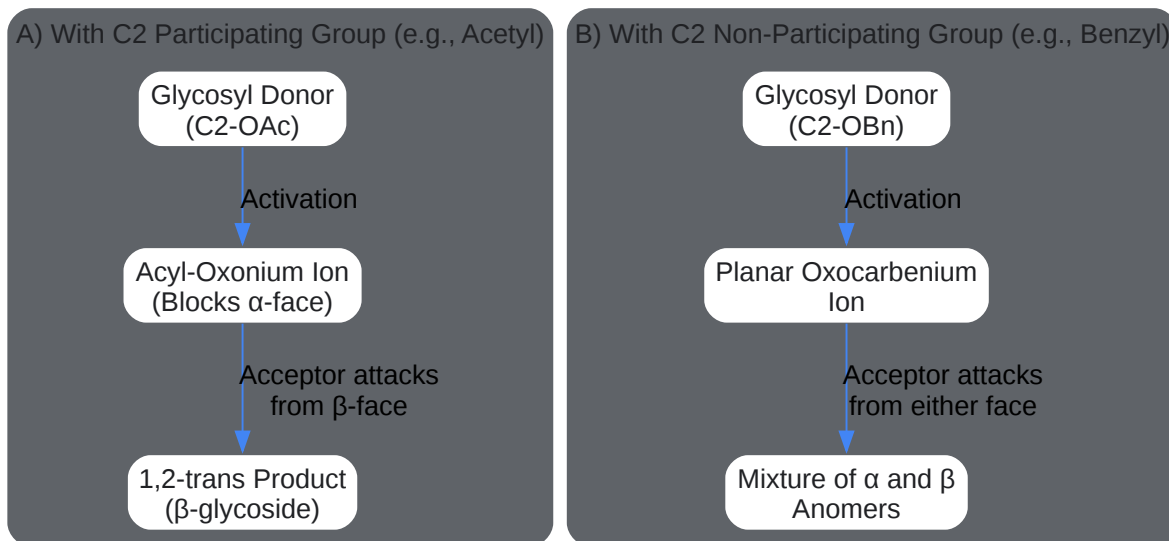 A) With C2 Participating Group (e.g., Acetyl)
Glycosyl Donor
(C2-OAc)
Activation
Acyl-Oxonium Ion
(Blocks α-face)
Acceptor attacks
from β-face
1,2-trans Product
(β-glycoside)
B) With C2 Non-Participating Group (e.g., Benzyl)
Glycosyl Donor
(C2-OBn)
Activation
Planar Oxocarbenium
Ion
Acceptor attacks
from either face
Mixture of α and β
Anomers